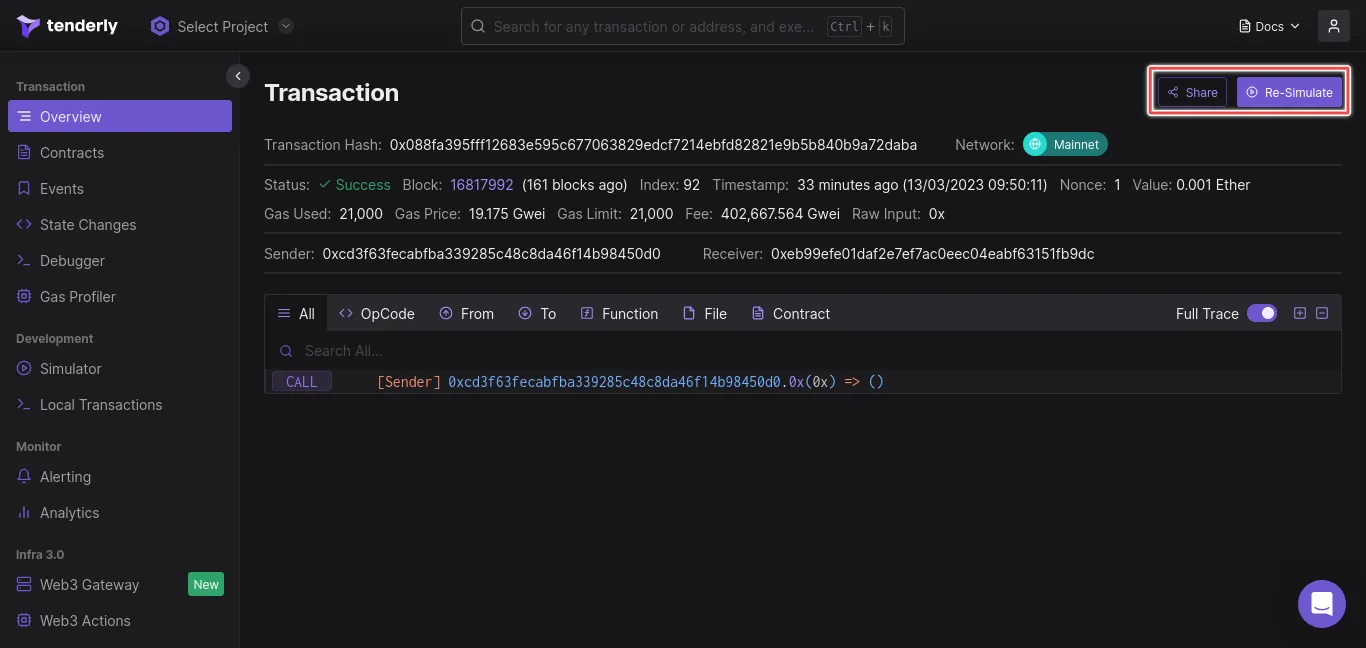 tenderly Select Project Search for any transaction or address, and exe... Ctrl + k Docs
Transaction
Overview
Contracts
Events
State Changes
Debugger
Gas Profiler
Development
Simulator
Local Transactions
Monitor
Alerting
Analytics
Infra 3.0
Web3 Gateway New
Web3 Actions
Transaction Share Re-Simulate
Transaction Hash: 0x088fa395fff12683e595c677063829edcf7214ebfd82821e9b5b840b9a72daba Network: Mainnet
Status: Success Block: 16817992 (161 blocks ago) Index: 92 Timestamp: 33 minutes ago (13/03/2023 09:50:11) Nonce: 1 Value: 0.001 Ether
Gas Used: 21,000 Gas Price: 19.175 Gwei Gas Limit: 21,000 Fee: 402,667.564 Gwei Raw Input: 0x
Sender: 0xcd3f63fecabfba339285c48c8da46f14b98450d0 Receiver: 0xeb99efe01daf2e7ef7ac0eec04eabf63151fb9dc
All OpCode From To Function File Contract Full Trace
Search All...
CALL [Sender] 0xcd3f63fecabfba339285c48c8da46f14b98450d0.0x(0x) => ()